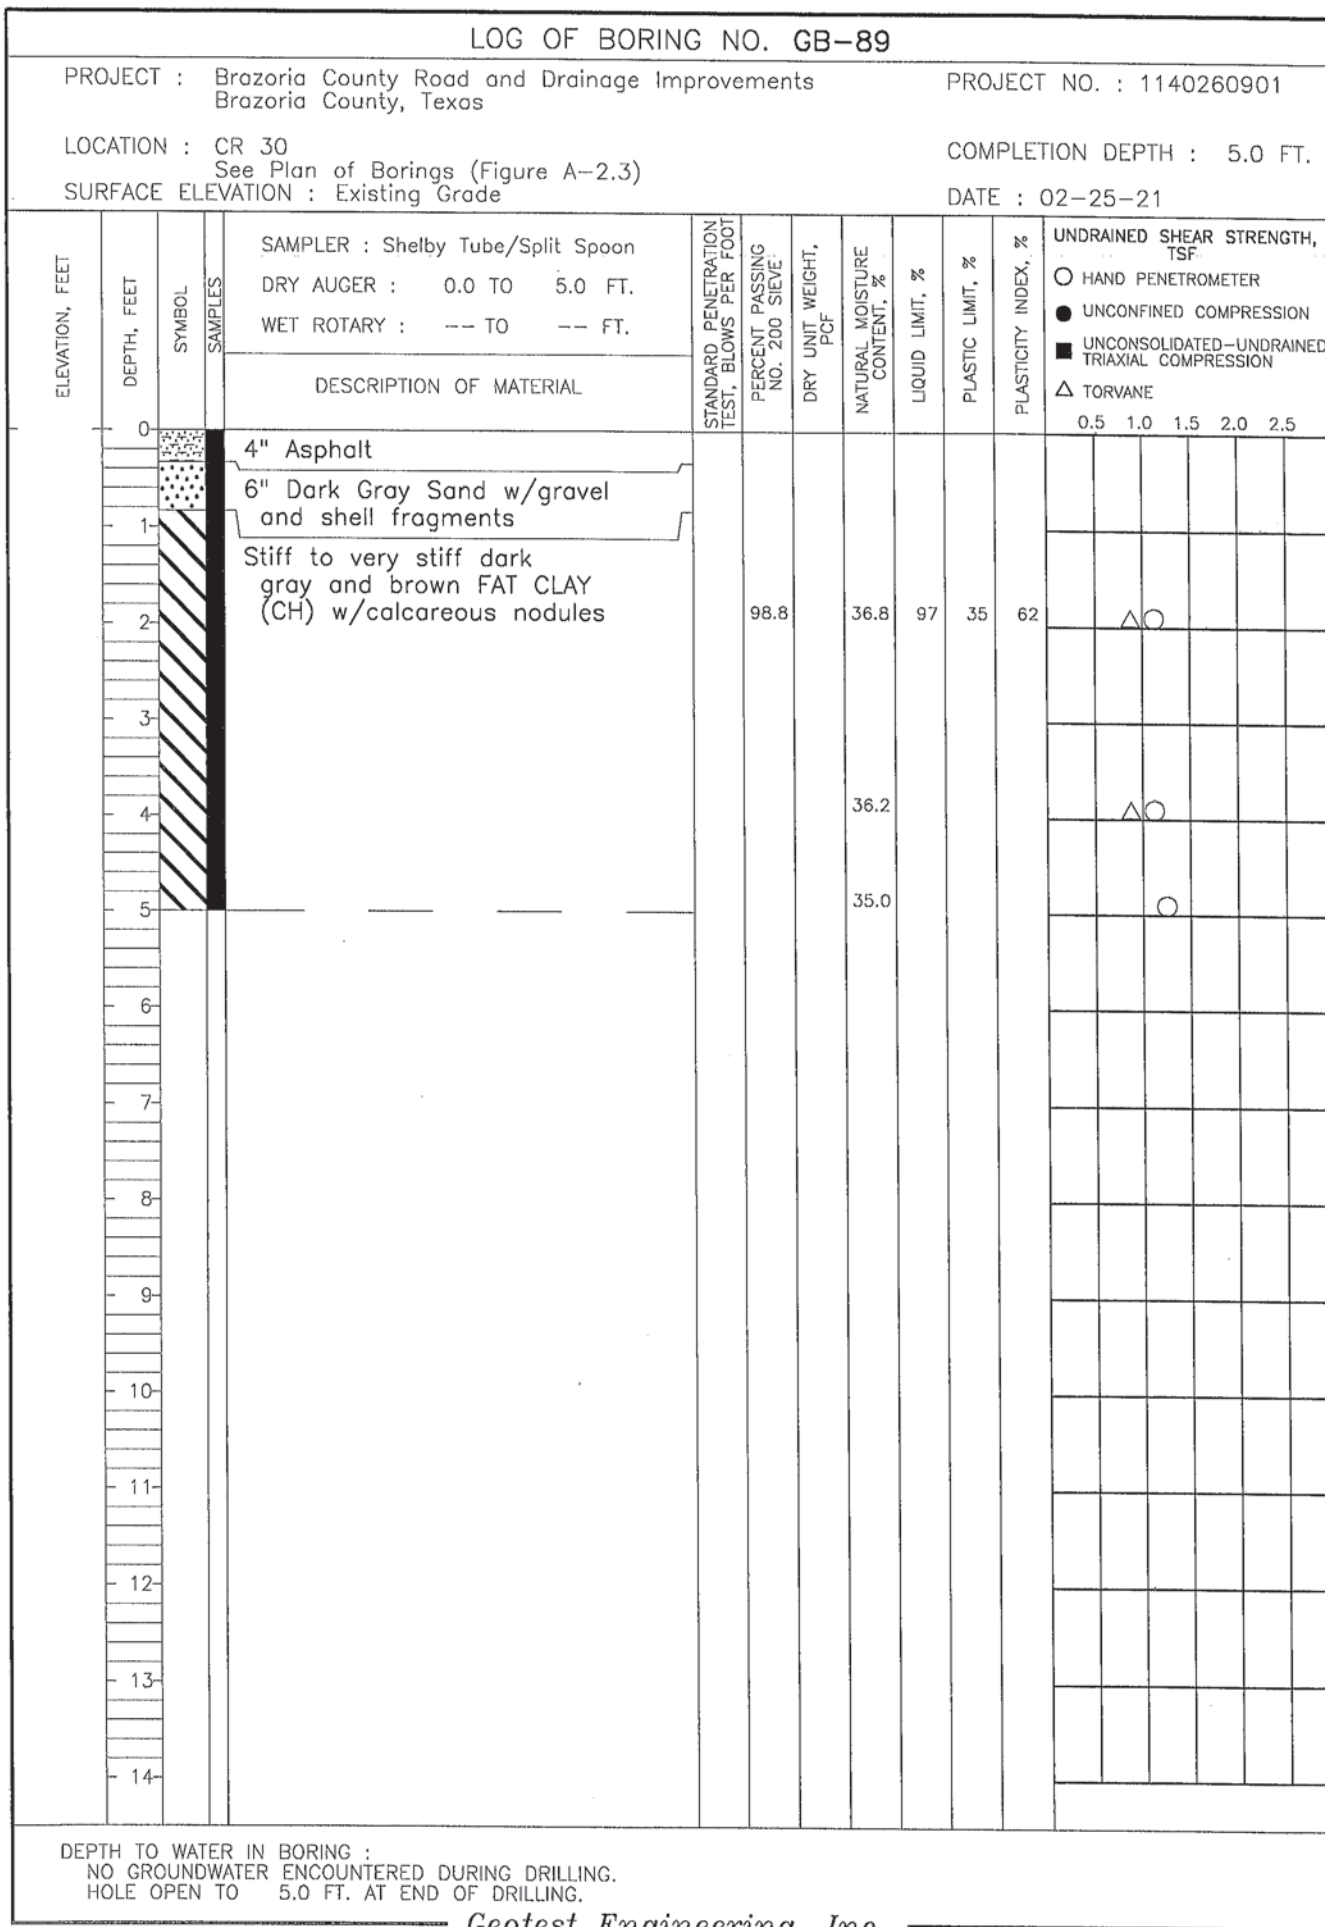 LOG OF BORING NO. GB-89
PROJECT : Brazoria County Road and Drainage Improvements
Brazoria County, Texas
PROJECT NO. : 1140260901
LOCATION : CR 30
See Plan of Borings (Figure A-2.3)
COMPLETION DEPTH : 5.0 FT.
SURFACE ELEVATION : Existing Grade
DATE : 02-25-21
ELEVATION, FEET
DEPTH, FEET
SYMBOL
SAMPLES
SAMPLER : Shelby Tube/Split Spoon
DRY AUGER : 0.0 TO 5.0 FT.
WET ROTARY : -- TO -- FT.
DESCRIPTION OF MATERIAL
STANDARD PENETRATION
TEST, BLOWS PER FOOT
PERCENT PASSING
NO. 200 SIEVE
DRY UNIT WEIGHT,
PCF
NATURAL MOISTURE
CONTENT, %
LIQUID LIMIT, %
PLASTIC LIMIT, %
PLASTICITY INDEX, %
UNDRAINED SHEAR STRENGTH,
TSF
HAND PENETROMETER
UNCONFINED COMPRESSION
UNCONSOLIDATED-UNDRAINED
TRIAXIAL COMPRESSION
TORVANE
0.5 1.0 1.5 2.0 2.5
0
4" Asphalt
6" Dark Gray Sand w/gravel
and shell fragments
1
Stiff to very stiff dark
gray and brown FAT CLAY
(CH) w/calcareous nodules
2 98.8 36.8 97 35 62
3
4 36.2
5 35.0
6
7
8
9
10
11
12
13
14
DEPTH TO WATER IN BORING :
NO GROUNDWATER ENCOUNTERED DURING DRILLING.
HOLE OPEN TO 5.0 FT. AT END OF DRILLING.
Geotest Engineering, Inc.